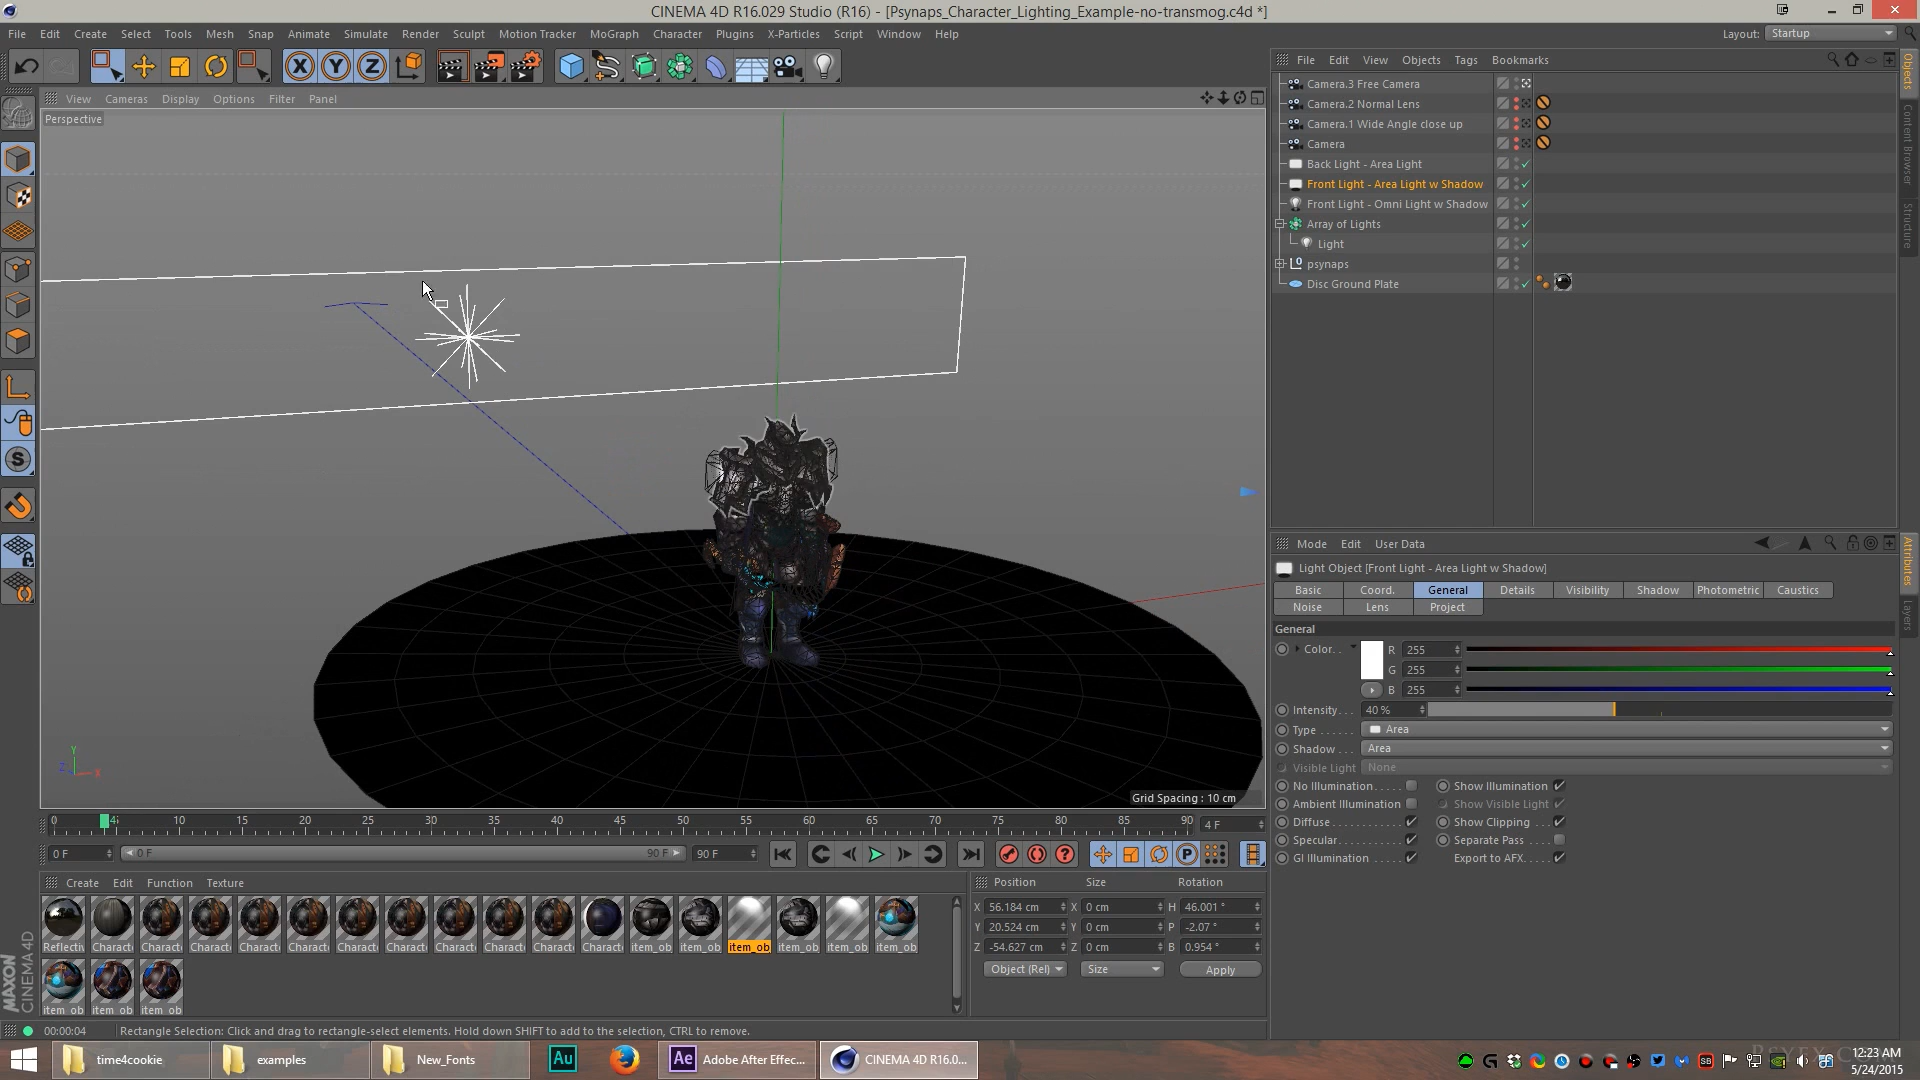 CINEMA 4D R16.029 Studio (R16) - [Psynaps_Character_Lighting_Example-no-transmog.c4d *]
File Edit Create Select Tools Mesh Snap Animate Simulate Render Sculpt Motion Tracker MoGraph Character Plugins X-Particles Script Window Help
Layout: Startup
View Cameras Display Options Filter Panel
Perspective
Grid Spacing : 10 cm
File Edit View Objects Tags Bookmarks
Camera.3 Free Camera
Camera.2 Normal Lens
Camera.1 Wide Angle close up
Camera
Back Light - Area Light
Front Light - Area Light w Shadow
Front Light - Omni Light w Shadow
Array of Lights
Light
psynaps
Disc Ground Plate
Objects
Content Browser
Structure
Mode Edit User Data
Light Object [Front Light - Area Light w Shadow]
Basic Coord. General Details Visibility Shadow Photometric Caustics
Noise Lens Project
General
Color. . R 255
G 255
B 255
Intensity. . . 40 %
Type . . . . . . Area
Shadow . . . Area
Visible Light None
No Illumination. . . . . Show Illumination
Ambient Illumination Show Visible Light
Diffuse. . . . . . . . . . . . Show Clipping . . .
Specular. . . . . . . . . . . Separate Pass . .
GI Illumination . . . . . Export to AFX. . . .
Attributes
Layers
0 4 10 15 20 25 30 35 40 45 50 55 60 65 70 75 80 85 90 4 F
0 F 0 F 90 F 90 F
Create Edit Function Texture
Reflecti Charact Charact Charact Charact Charact Charact Charact Charact Charact Charact Charact item_ob item_ob item_ob item_ob item_ob item_ob
item_ob item_ob item_ob
Position Size Rotation
X 56.184 cm X 0 cm H 46.001 °
Y 20.524 cm Y 0 cm P -2.07 °
Z -54.627 cm Z 0 cm B 0.954 °
Object (Rel) Size Apply
MAXON
CINEMA 4D
00:00:04 Rectangle Selection: Click and drag to rectangle-select elements. Hold down SHIFT to add to the selection, CTRL to remove.
time4cookie examples New_Fonts Au Ae Adobe After Effec... CINEMA 4D R16.0...
12:23 AM
5/24/2015